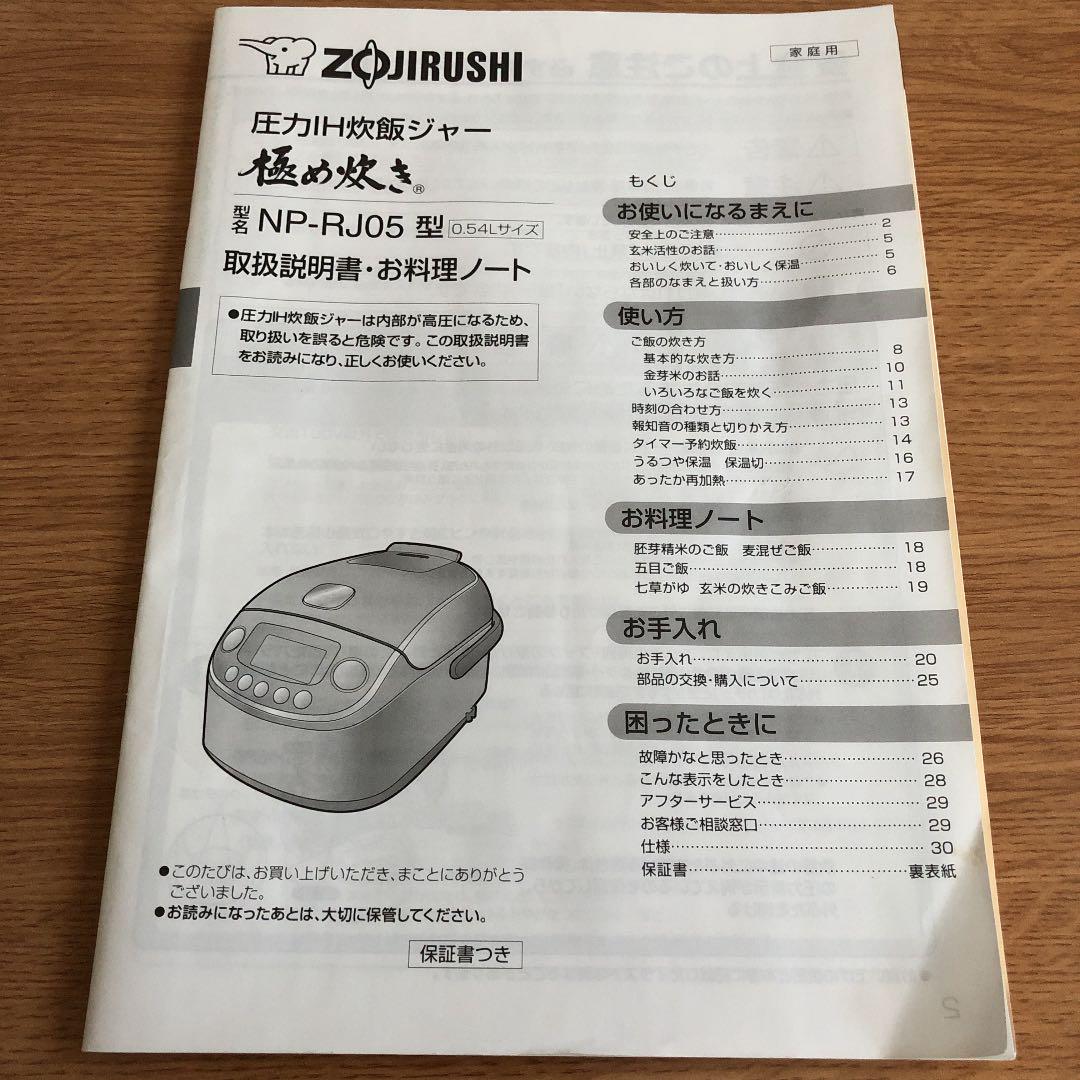 ZOJIRUSHI
家庭用
圧力IH炊飯ジャー
極め炊き®
型名 NP-RJ05 型 0.54Lサイズ
取扱説明書・お料理ノート
●圧力IH炊飯ジャーは内部が高圧になるため、
取り扱いを誤ると危険です。この取扱説明書
をお読みになり、正しくお使いください。
もくじ
お使いになるまえに
安全上のご注意 2
玄米活性のお話 5
おいしく炊いて・おいしく保温 5
各部のなまえと扱い方 6
使い方
ご飯の炊き方
基本的な炊き方 8
金芽米のお話 10
いろいろなご飯を炊く 11
時刻の合わせ方 13
報知音の種類と切りかえ方 13
タイマー予約炊飯 14
うるつや保温 保温切 16
あったか再加熱 17
お料理ノート
胚芽精米のご飯 麦混ぜご飯 18
五目ご飯 18
七草がゆ 玄米の炊きこみご飯 19
お手入れ
お手入れ 20
部品の交換・購入について 25
困ったときに
故障かなと思ったとき 26
こんな表示をしたとき 28
アフターサービス 29
お客様ご相談窓口 29
仕様 30
保証書 裏表紙
●このたびは、お買い上げいただき、まことにありがとう
ございました。
●お読みになったあとは、大切に保管してください。
保証書つき